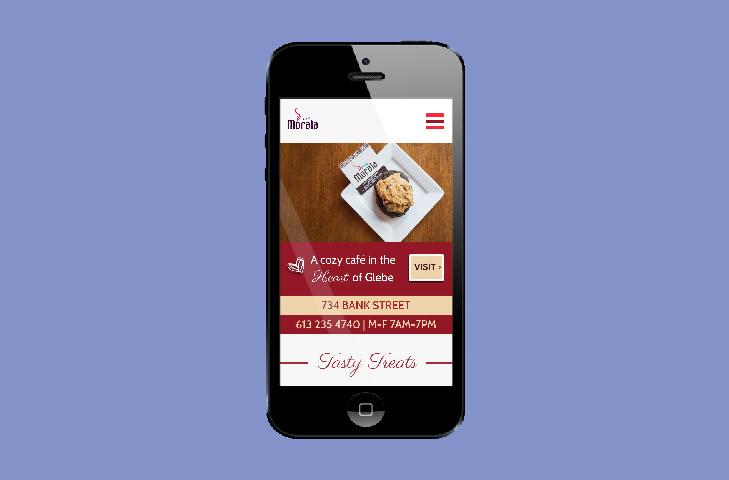 Morala
Morala
A cozy café in the
Heart of Glebe
VISIT ›
734 BANK STREET
613 235 4740 | M-F 7AM-7PM
Tasty Treats